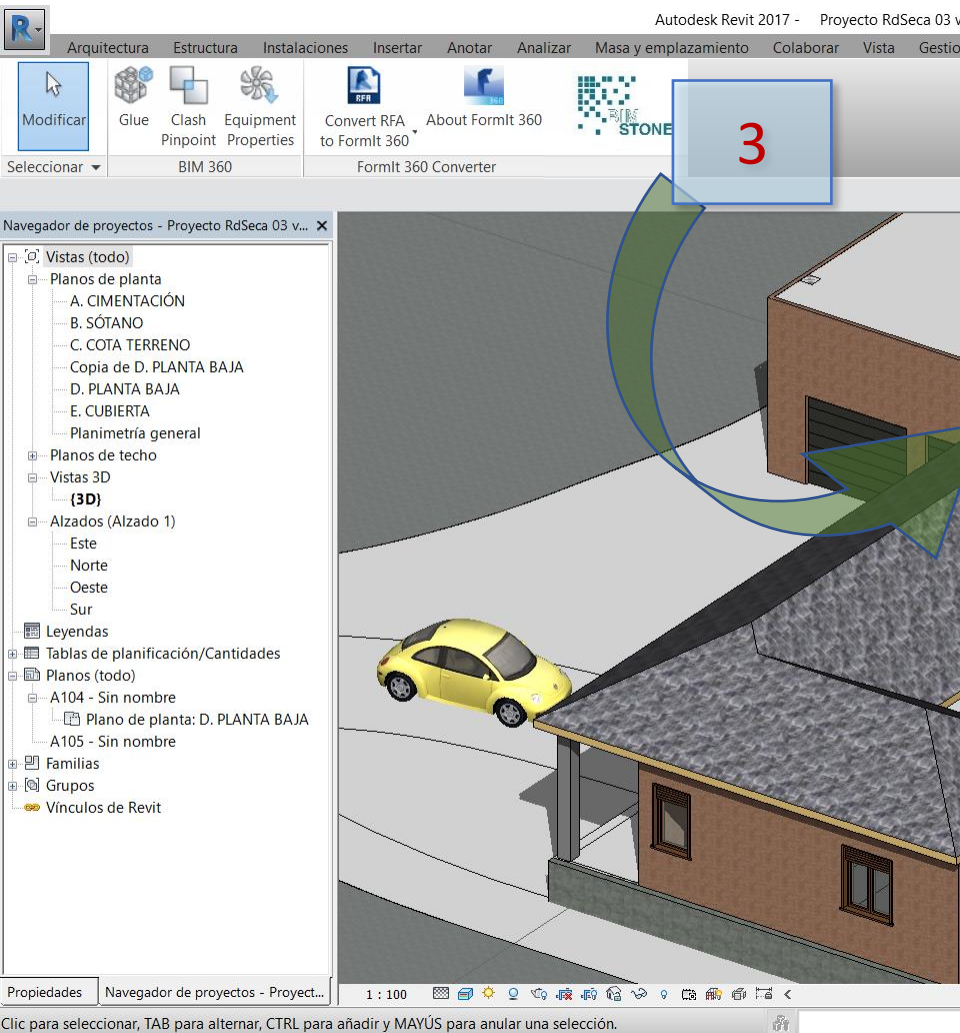 Autodesk Revit 2017 - Proyecto RdSeca 03 v
Arquitectura Estructura Instalaciones Insertar Anotar Analizar Masa y emplazamiento Colaborar Vista Gestio
Modificar
Glue
Clash
Pinpoint
Equipment
Properties
Convert RFA
to FormIt 360
About FormIt 360
RFA
360
BIM
STONE
3
Seleccionar
BIM 360
FormIt 360 Converter
Navegador de proyectos - Proyecto RdSeca 03 v...
Vistas (todo)
Planos de planta
A. CIMENTACIÓN
B. SÓTANO
C. COTA TERRENO
Copia de D. PLANTA BAJA
D. PLANTA BAJA
E. CUBIERTA
Planimetría general
Planos de techo
Vistas 3D
{3D}
Alzados (Alzado 1)
Este
Norte
Oeste
Sur
Leyendas
Tablas de planificación/Cantidades
Planos (todo)
A104 - Sin nombre
Plano de planta: D. PLANTA BAJA
A105 - Sin nombre
Familias
Grupos
Vínculos de Revit
Propiedades
Navegador de proyectos - Proyect...
1 : 100
Clic para seleccionar, TAB para alternar, CTRL para añadir y MAYÚS para anular una selección.